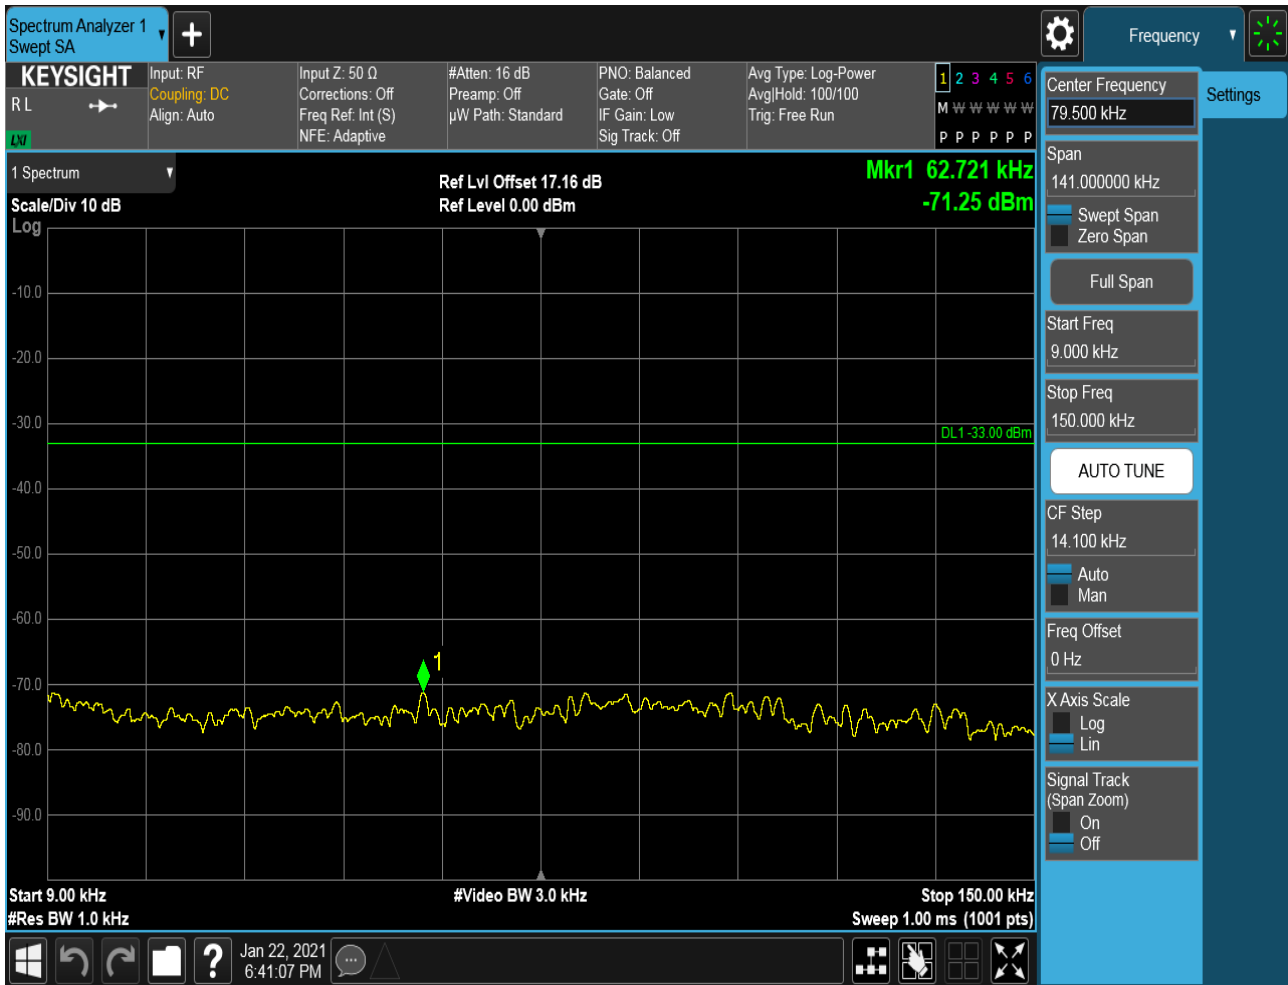 Spectrum Analyzer 1
Swept SA
Frequency
KEYSIGHT
R L
LXI
Input: RF
Coupling: DC
Align: Auto
Input Z: 50 Ω
Corrections: Off
Freq Ref: Int (S)
NFE: Adaptive
#Atten: 16 dB
Preamp: Off
µW Path: Standard
PNO: Balanced
Gate: Off
IF Gain: Low
Sig Track: Off
Avg Type: Log-Power
Avg|Hold: 100/100
Trig: Free Run
1 2 3 4 5 6
M W W W W W
P P P P P P
1 Spectrum
Scale/Div 10 dB
Log
Ref Lvl Offset 17.16 dB
Ref Level 0.00 dBm
Mkr1 62.721 kHz
-71.25 dBm
-10.0
-20.0
-30.0
DL1 -33.00 dBm
-40.0
-50.0
-60.0
1
-70.0
-80.0
-90.0
Start 9.00 kHz
#Video BW 3.0 kHz
Stop 150.00 kHz
#Res BW 1.0 kHz
Sweep 1.00 ms (1001 pts)
?
Jan 22, 2021
6:41:07 PM
Center Frequency
79.500 kHz
Settings
Span
141.000000 kHz
Swept Span
Zero Span
Full Span
Start Freq
9.000 kHz
Stop Freq
150.000 kHz
AUTO TUNE
CF Step
14.100 kHz
Auto
Man
Freq Offset
0 Hz
X Axis Scale
Log
Lin
Signal Track
(Span Zoom)
On
Off